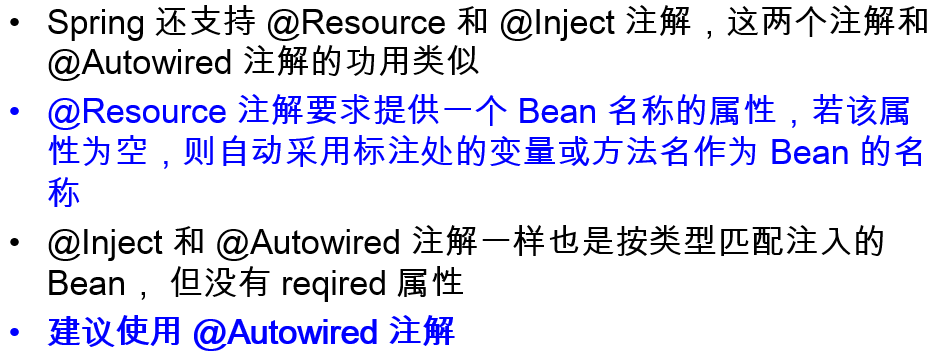 • Spring 还支持 @Resource 和 @Inject 注解，这两个注解和
@Autowired 注解的功用类似
• @Resource 注解要求提供一个 Bean 名称的属性，若该属
性为空，则自动采用标注处的变量或方法名作为 Bean 的名
称
• @Inject 和 @Autowired 注解一样也是按类型匹配注入的
Bean， 但没有 reqired 属性
• 建议使用 @Autowired 注解